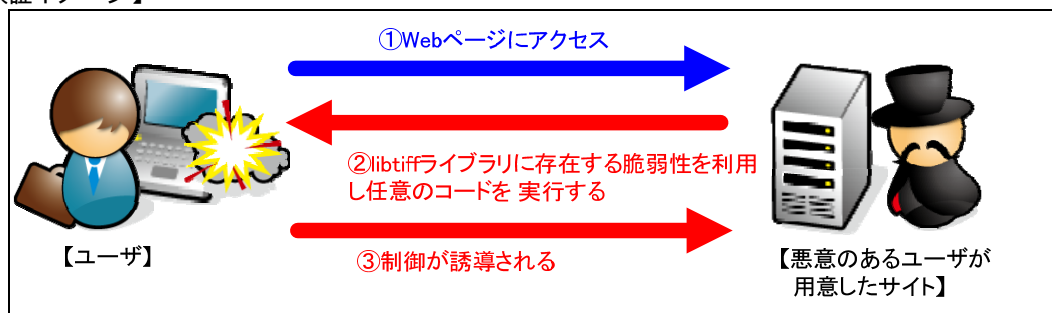 ①Webページにアクセス
②libtiffライブラリに存在する脆弱性を利用
し任意のコードを 実行する
③制御が誘導される
【ユーザ】
【悪意のあるユーザが
用意したサイト】